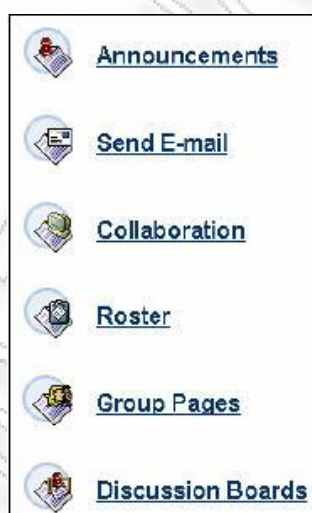 Announcements
Send E-mail
Collaboration
Roster
Group Pages
Discussion Boards